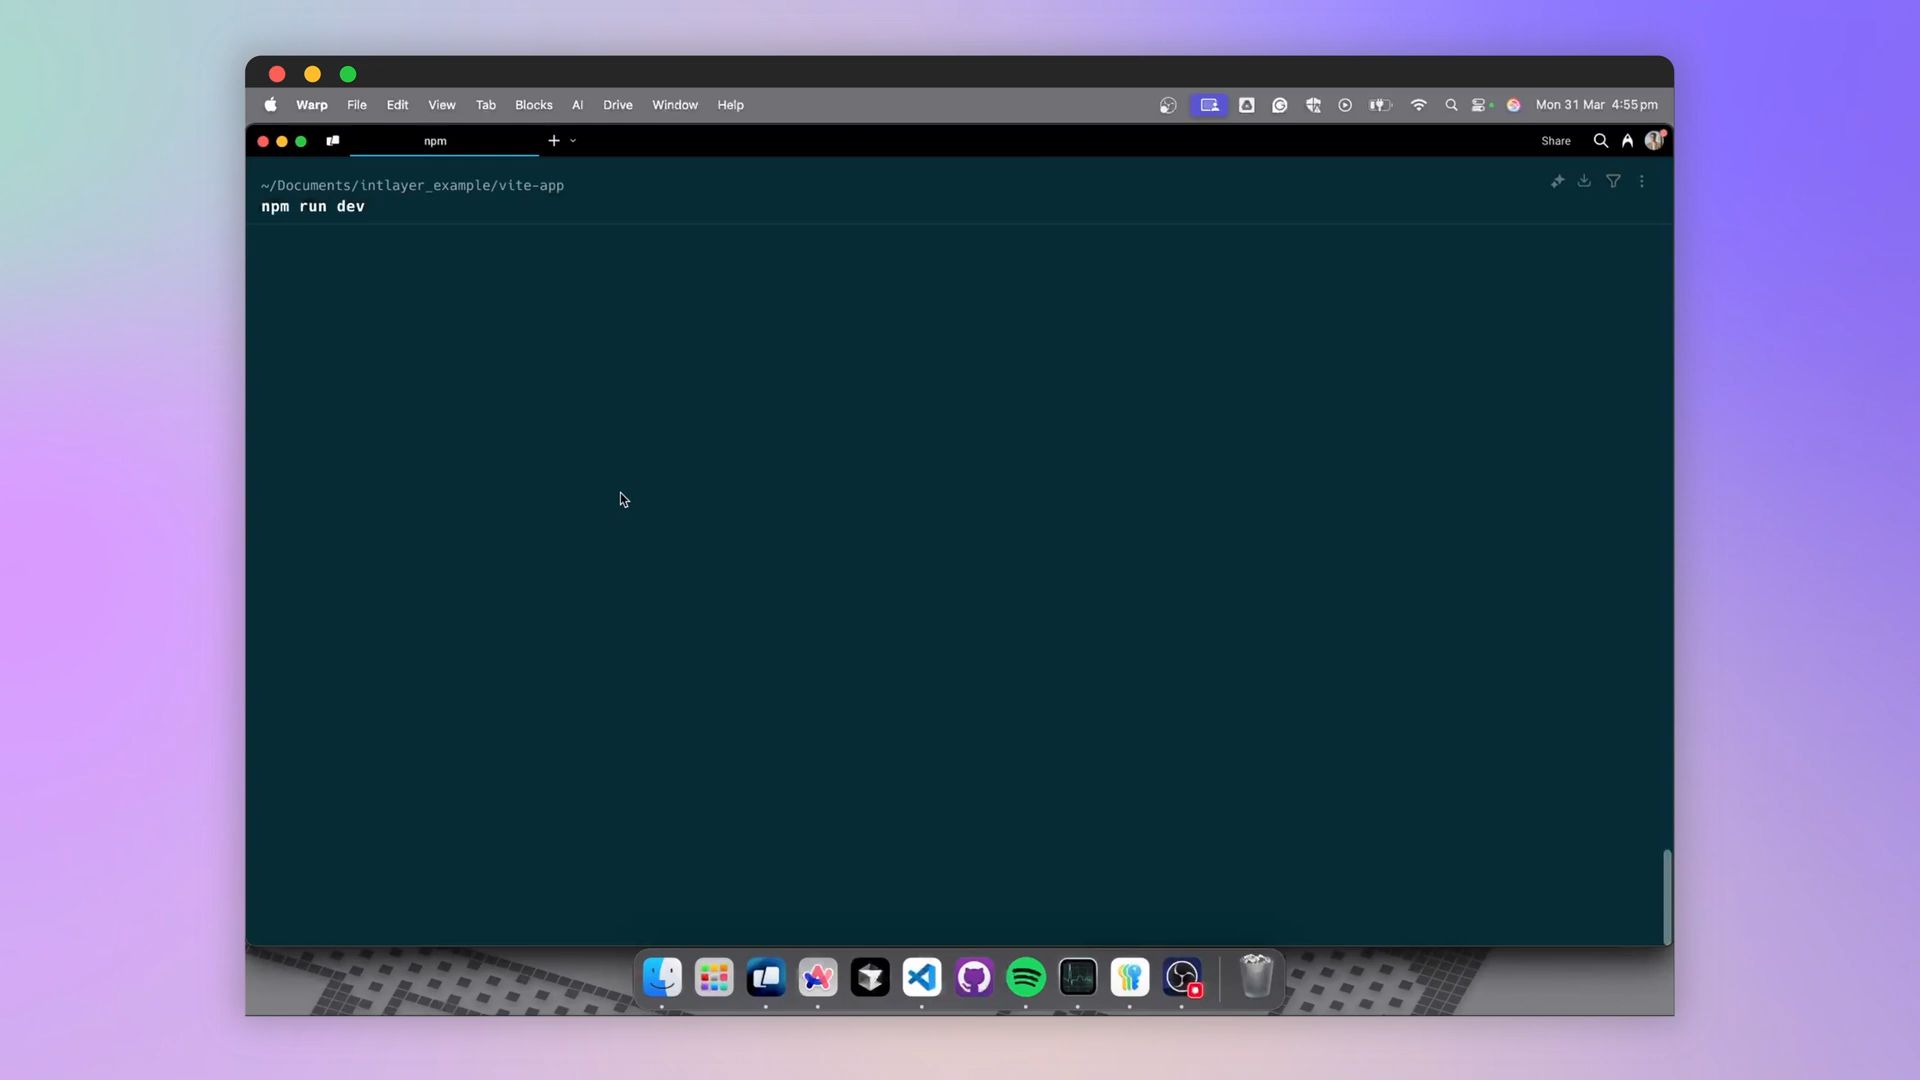 Warp File Edit View Tab Blocks AI Drive Window Help Mon 31 Mar 4:55 pm
npm Share
~/Documents/intlayer_example/vite-app
npm run dev